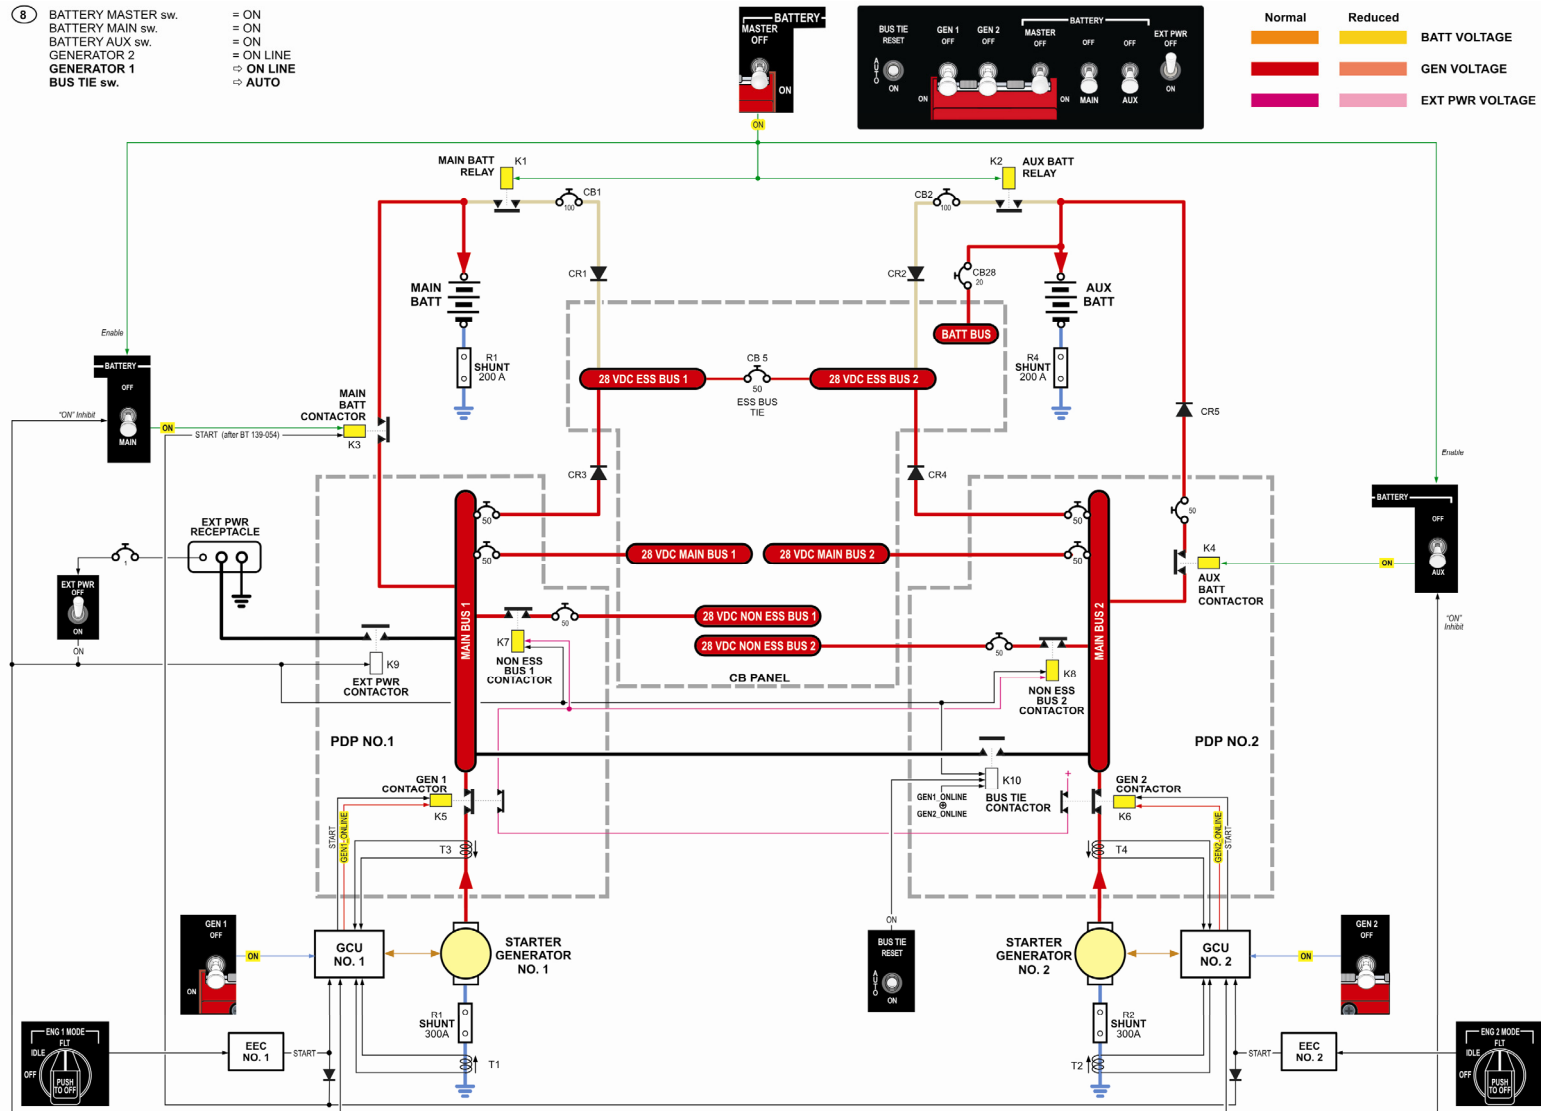 8
BATTERY MASTER sw. = ON
BATTERY MAIN sw. = ON
BATTERY AUX sw. = ON
GENERATOR 2 = ON LINE
GENERATOR 1 ⇨ ON LINE
BUS TIE sw. ⇨ AUTO
BATTERY
MASTER
OFF
ON
ON
BATTERY
BUS TIE
RESET
AUTO
ON
GEN 1
OFF
GEN 2
OFF
MASTER
OFF
OFF
OFF
EXT PWR
OFF
ON
ON
MAIN
AUX
ON
Normal Reduced
BATT VOLTAGE
GEN VOLTAGE
EXT PWR VOLTAGE
MAIN BATT
RELAY
K1
CB1
100
K2
AUX BATT
RELAY
CB2
100
CR1
CR2
CB28
20
MAIN
BATT
AUX
BATT
BATT BUS
R1
SHUNT
200 A
R4
SHUNT
200 A
28 VDC ESS BUS 1
CB 5
50
ESS BUS
TIE
28 VDC ESS BUS 2
Enable
BATTERY
OFF
MAIN
"ON" Inhibit
ON
START (after BT 139-054)
MAIN
BATT
CONTACTOR
K3
CR5
CR3
CR4
Enable
BATTERY
OFF
AUX
"ON"
Inhibit
ON
50
50
50
50
50
K4
AUX
BATT
CONTACTOR
EXT PWR
RECEPTACLE
1
EXT PWR
OFF
ON
ON
28 VDC MAIN BUS 1
28 VDC MAIN BUS 2
28 VDC NON ESS BUS 1
28 VDC NON ESS BUS 2
MAIN BUS 1
MAIN BUS 2
50
50
K7
NON ESS
BUS 1
CONTACTOR
K9
EXT PWR
CONTACTOR
CB PANEL
K8
NON ESS
BUS 2
CONTACTOR
PDP NO.1
PDP NO.2
GEN 1
CONTACTOR
K5
K10
BUS TIE
CONTACTOR
GEN1_ONLINE
⊕
GEN2_ONLINE
+
GEN 2
CONTACTOR
K6
START
GEN1_ONLINE
GEN2_ONLINE
START
T3
T4
GEN 1
OFF
ON
ON
GCU
NO. 1
STARTER
GENERATOR
NO. 1
ON
BUS TIE
RESET
AUTO
ON
STARTER
GENERATOR
NO. 2
GCU
NO. 2
ON
GEN 2
OFF
R1
SHUNT
300A
R2
SHUNT
300A
T1
T2
ENG 1 MODE
FLT
IDLE
OFF
PUSH
TO OFF
EEC
NO. 1
START
START
EEC
NO. 2
ENG 2 MODE
FLT
IDLE
OFF
PUSH
TO OFF